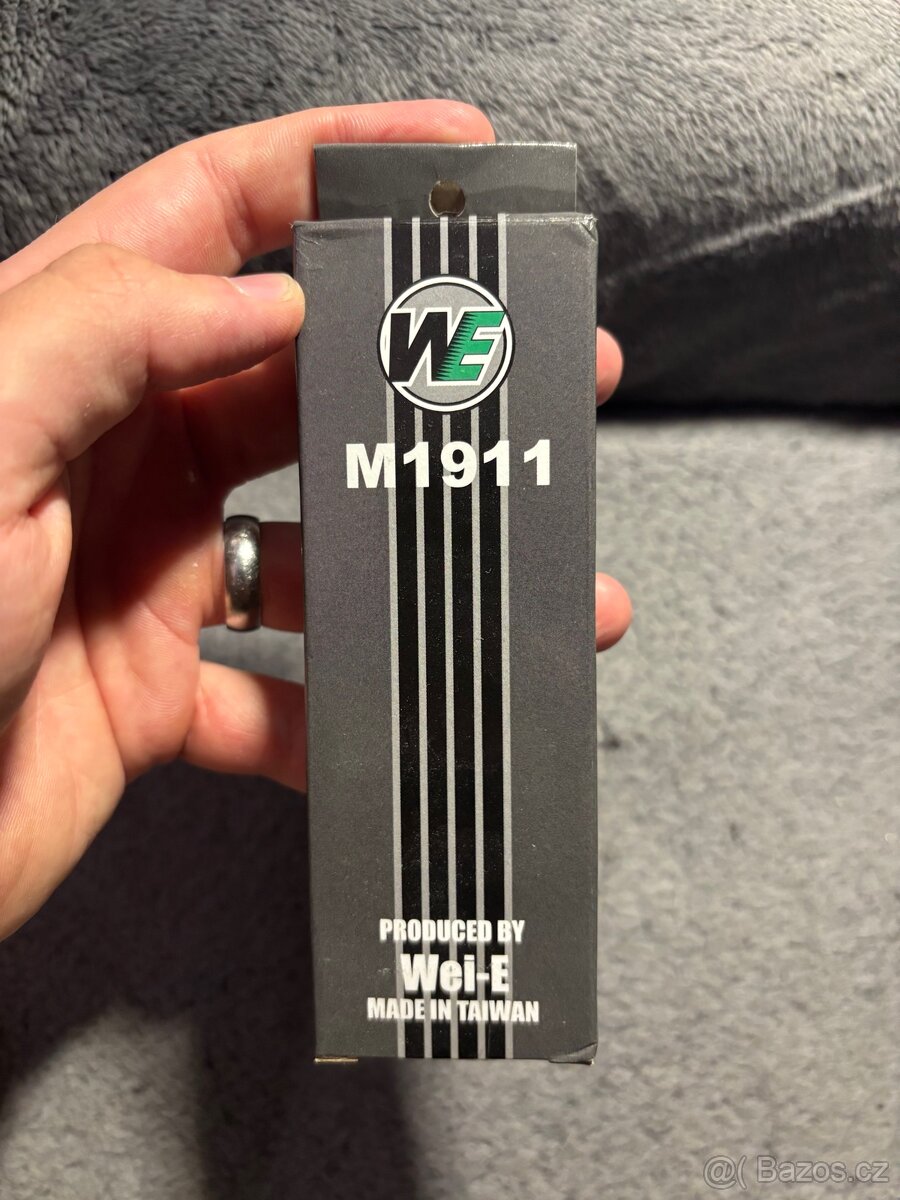 WE
M1911
PRODUCED BY
Wei-E
MADE IN TAIWAN
@( Bazos.cz